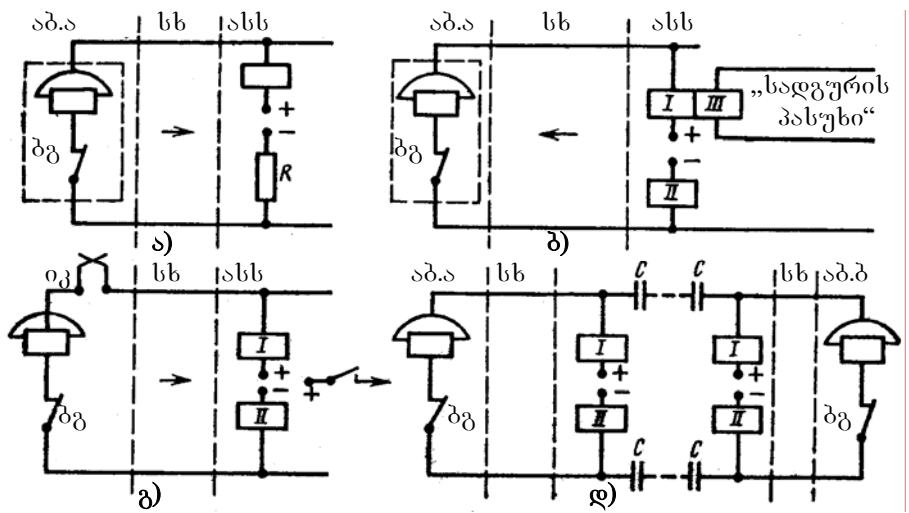 აბ.ა სხ ასს
ბგ
+
−
R
ა)
აბ.ა სხ ასს
ბგ
I III
„სადგურის
პასუხი“
+
−
II
ბ)
იკ სხ ასს
ბგ
I
+
−
II
+
გ)
აბ.ა სხ C C სხ აბ.ბ
I I
+ +
− −
II II
ბგ ბგ
C C
დ)